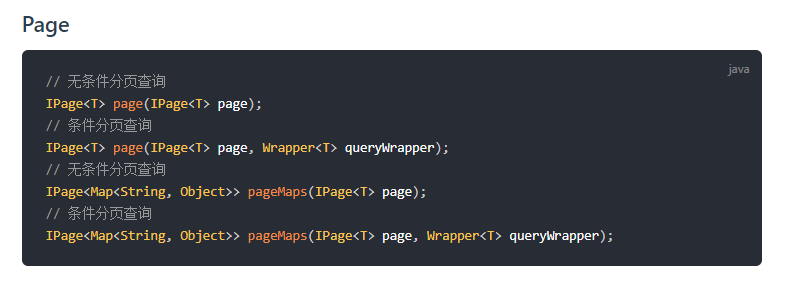 Page
java
// 无条件分页查询
IPage<T> page(IPage<T> page);
// 条件分页查询
IPage<T> page(IPage<T> page, Wrapper<T> queryWrapper);
// 无条件分页查询
IPage<Map<String, Object>> pageMaps(IPage<T> page);
// 条件分页查询
IPage<Map<String, Object>> pageMaps(IPage<T> page, Wrapper<T> queryWrapper);